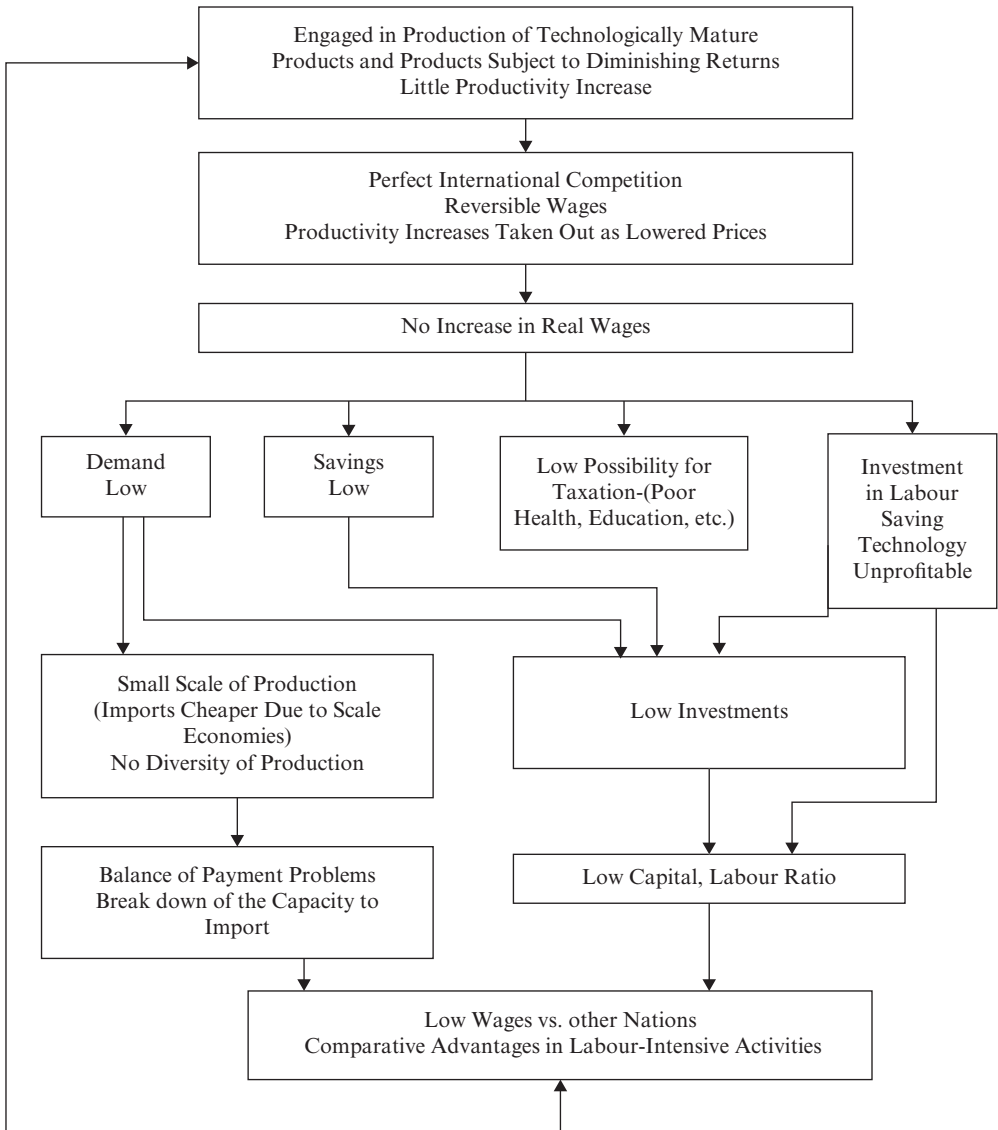 Engaged in Production of Technologically Mature
Products and Products Subject to Diminishing Returns
Little Productivity Increase
Perfect International Competition
Reversible Wages
Productivity Increases Taken Out as Lowered Prices
No Increase in Real Wages
Demand
Low
Savings
Low
Low Possibility for
Taxation-(Poor
Health, Education, etc.)
Investment
in Labour
Saving
Technology
Unprofitable
Small Scale of Production
(Imports Cheaper Due to Scale
Economies)
No Diversity of Production
Low Investments
Balance of Payment Problems
Break down of the Capacity to
Import
Low Capital, Labour Ratio
Low Wages vs. other Nations
Comparative Advantages in Labour-Intensive Activities